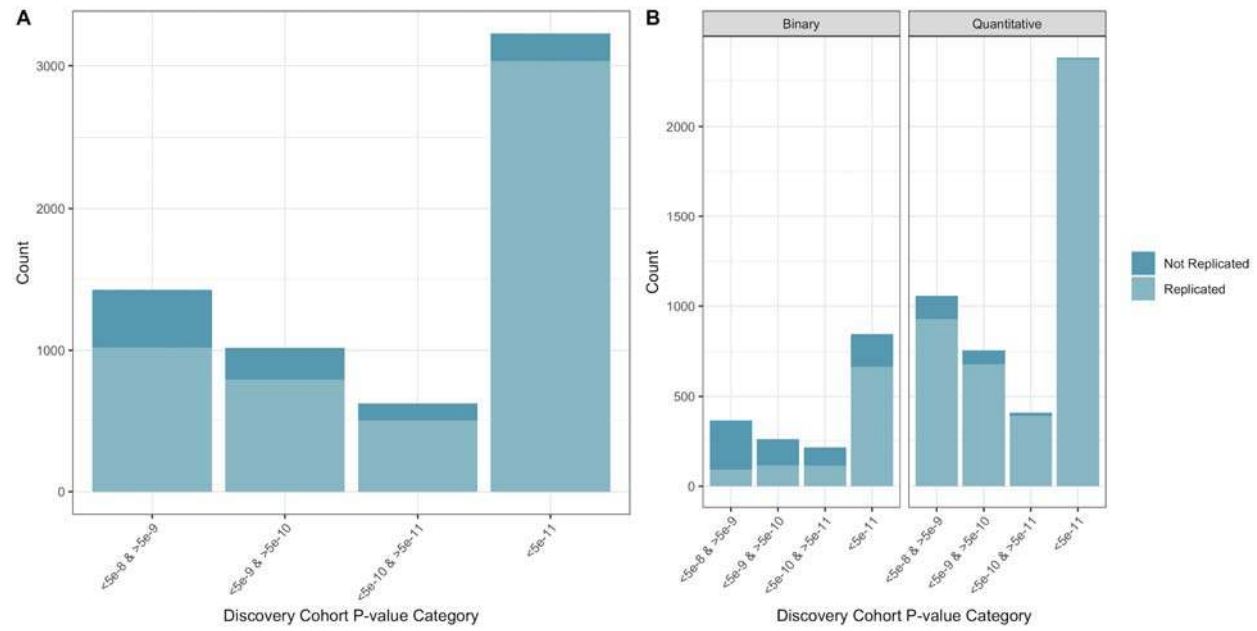 A
3000
2000
1000
0
Count
<5e-8 & >5e-9
<5e-9 & >5e-10
<5e-10 & >5e-11
<5e-11
Discovery Cohort P-value Category
B
Binary
Quantitative
2000
1500
1000
500
0
Count
<5e-8 & >5e-9
<5e-9 & >5e-10
<5e-10 & >5e-11
<5e-11
<5e-8 & >5e-9
<5e-9 & >5e-10
<5e-10 & >5e-11
<5e-11
Discovery Cohort P-value Category
Not Replicated
Replicated